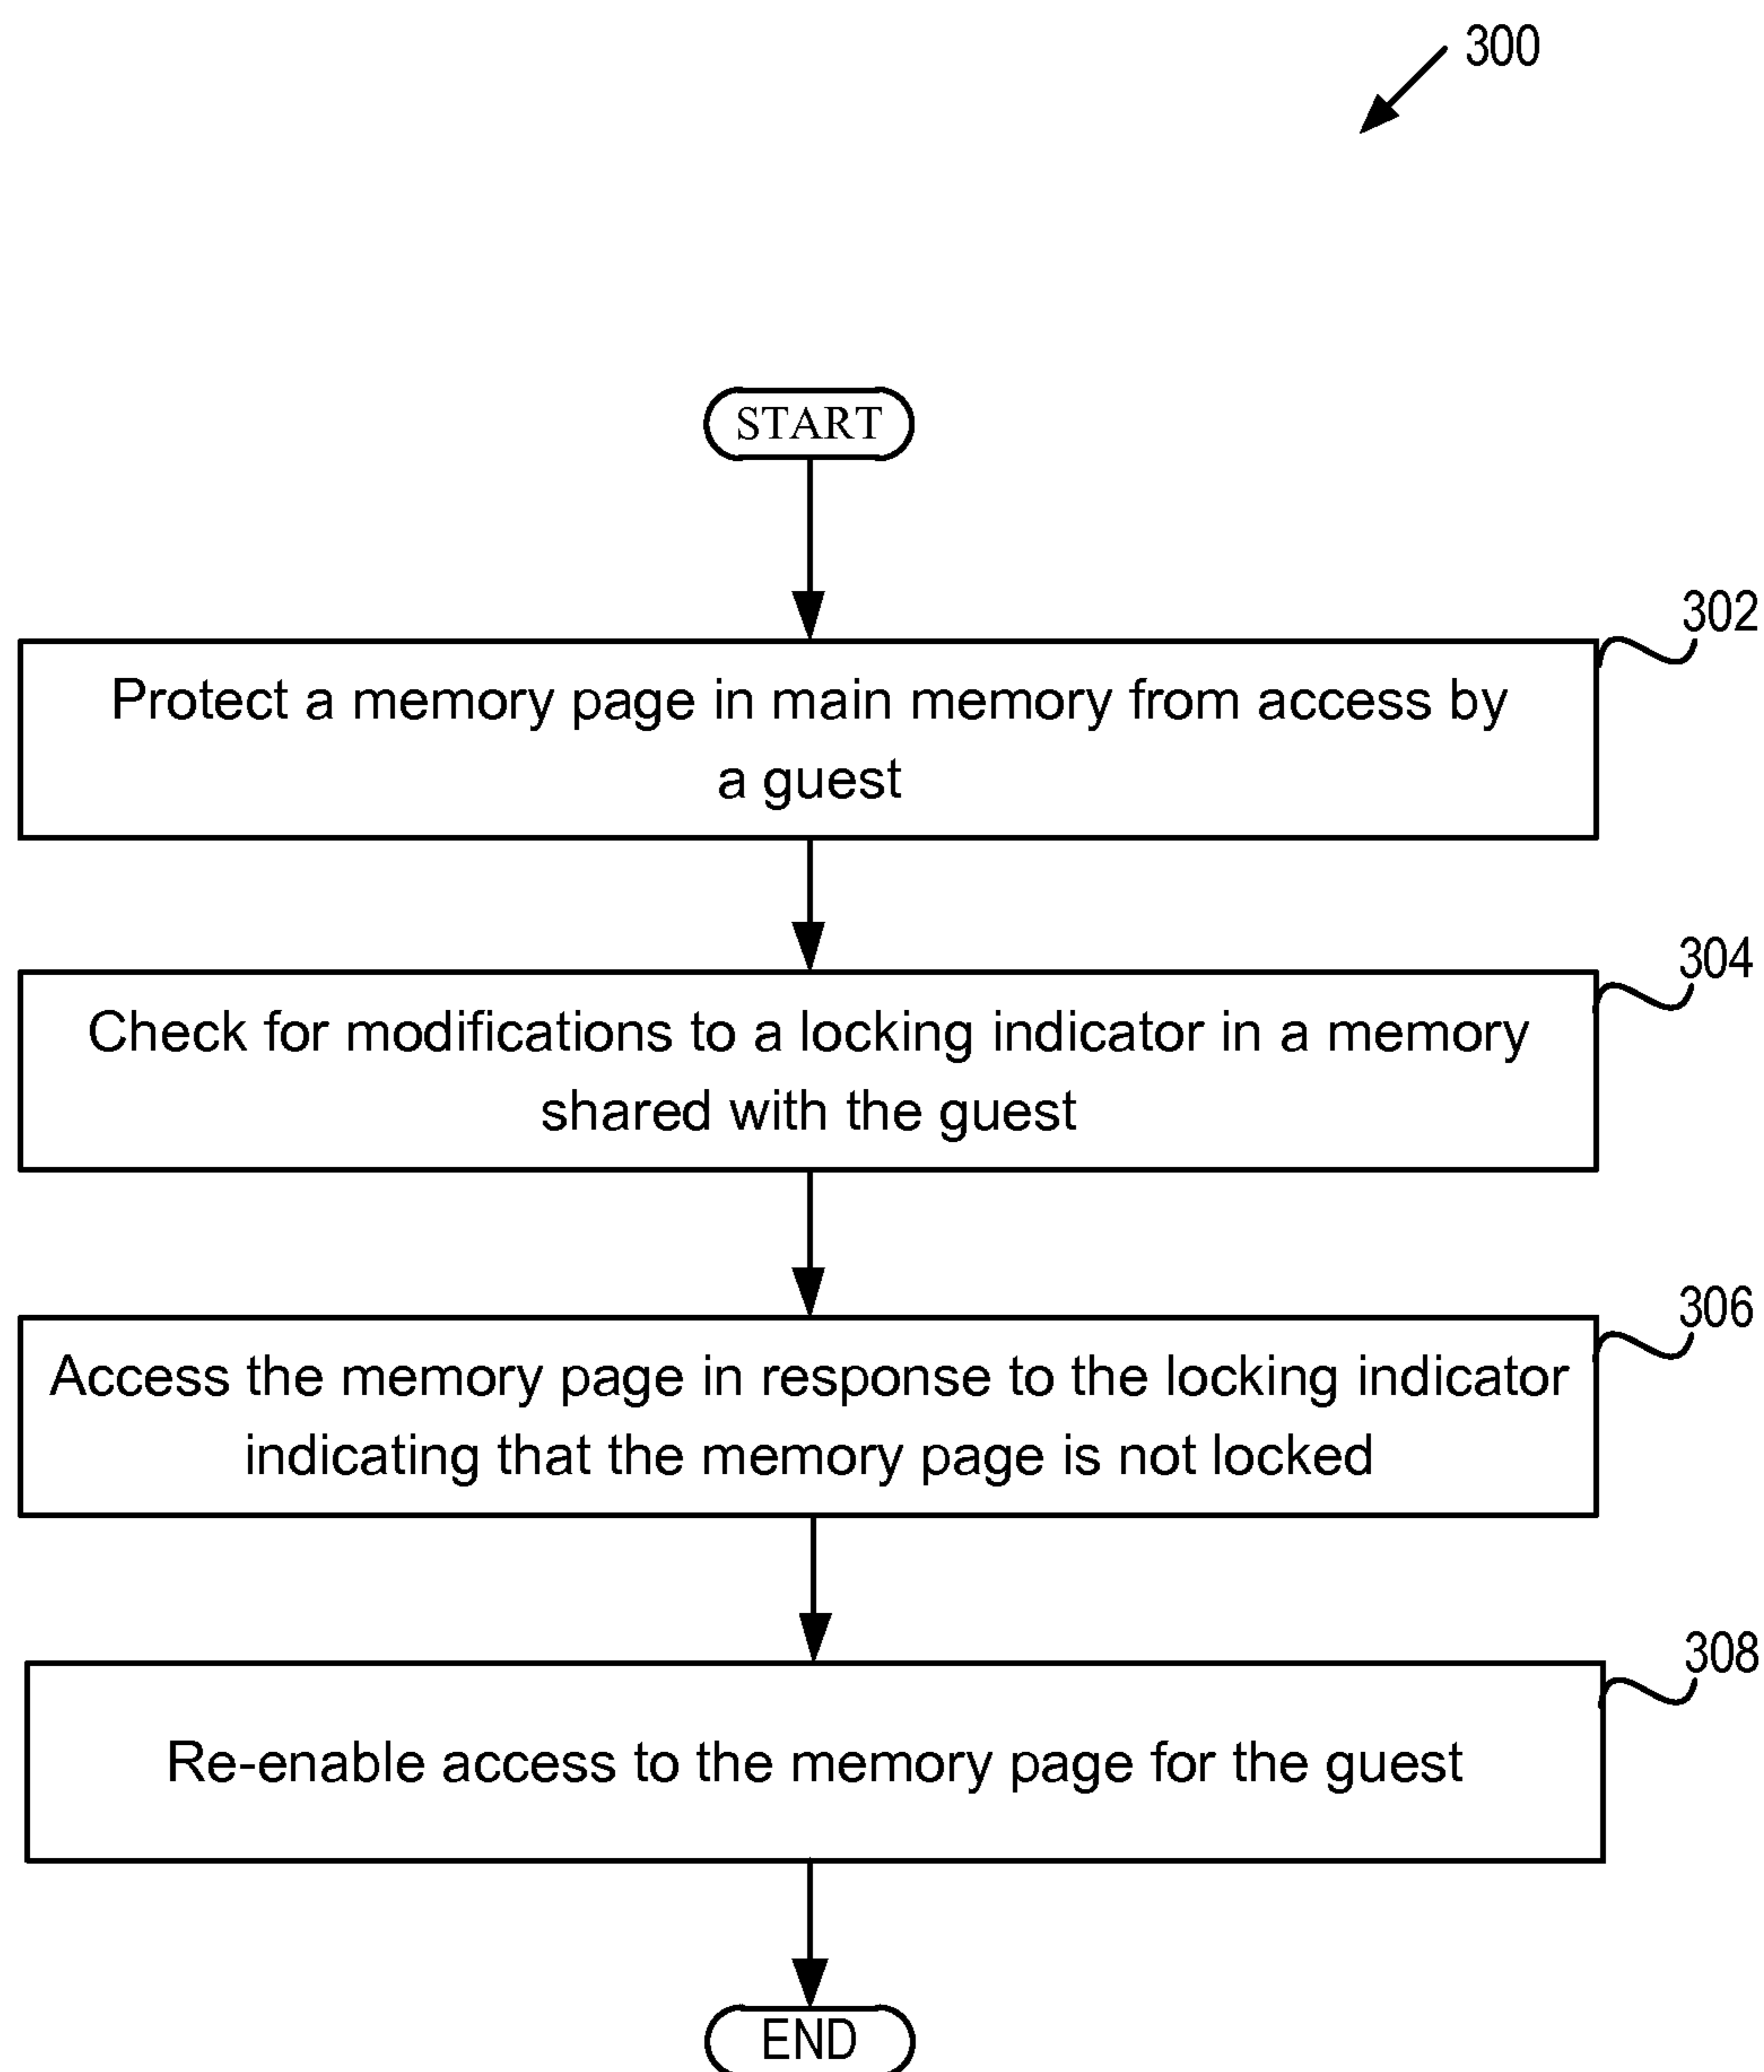 300
START
302
Protect a memory page in main memory from access by
a guest
304
Check for modifications to a locking indicator in a memory
shared with the guest
306
Access the memory page in response to the locking indicator
indicating that the memory page is not locked
308
Re-enable access to the memory page for the guest
END